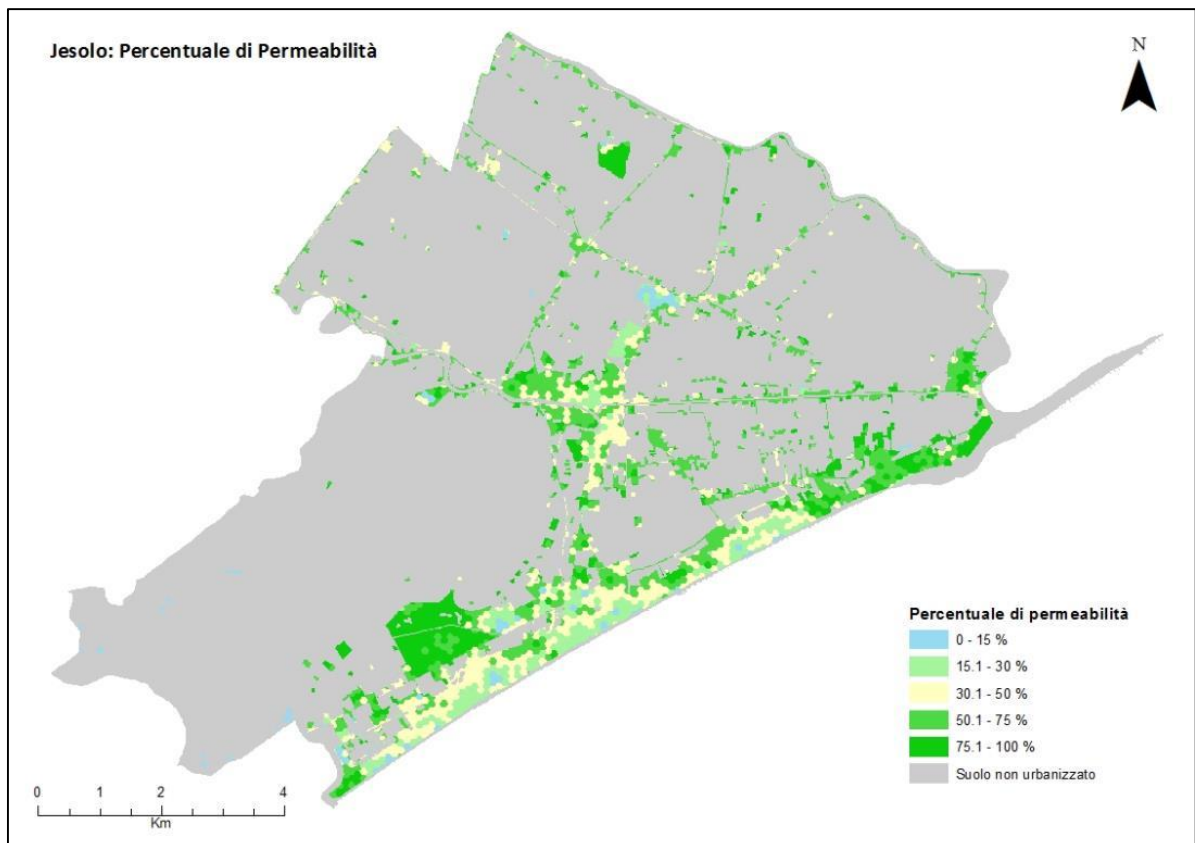 Jesolo: Percentuale di Permeabilità
N
Percentuale di permeabilità
0 - 15 %
15.1 - 30 %
30.1 - 50 %
50.1 - 75 %
75.1 - 100 %
Suolo non urbanizzato
0 1 2 4
Km